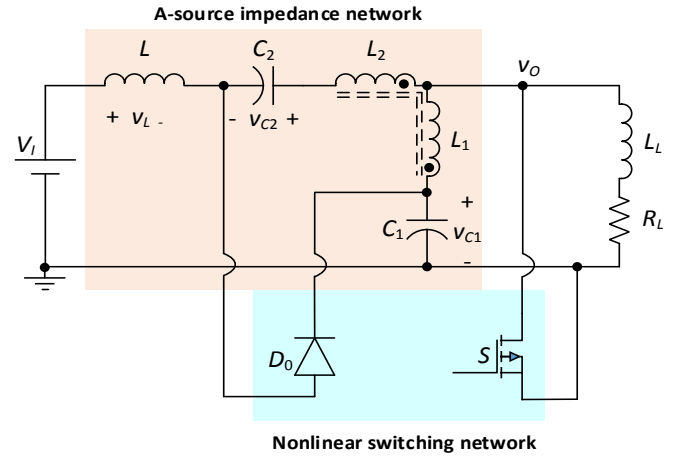 A-source impedance network
L C2 L2 vO
+ vL - - vC2 +
VI L1 LL
C1 + vC1 - RL
D0 S
Nonlinear switching network